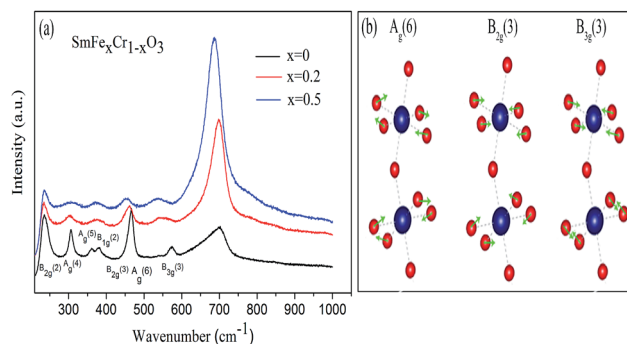 (a)
SmFexCr1-xO3
x=0
x=0.2
x=0.5
Intensity (a.u.)
Ag(5) B1g(2)
B2g(2) Ag(4) B2g(3) Ag(6) B3g(3)
300 400 500 600 700 800 900 1000
Wavenumber (cm-1)
(b) Ag(6) B2g(3) B3g(3)